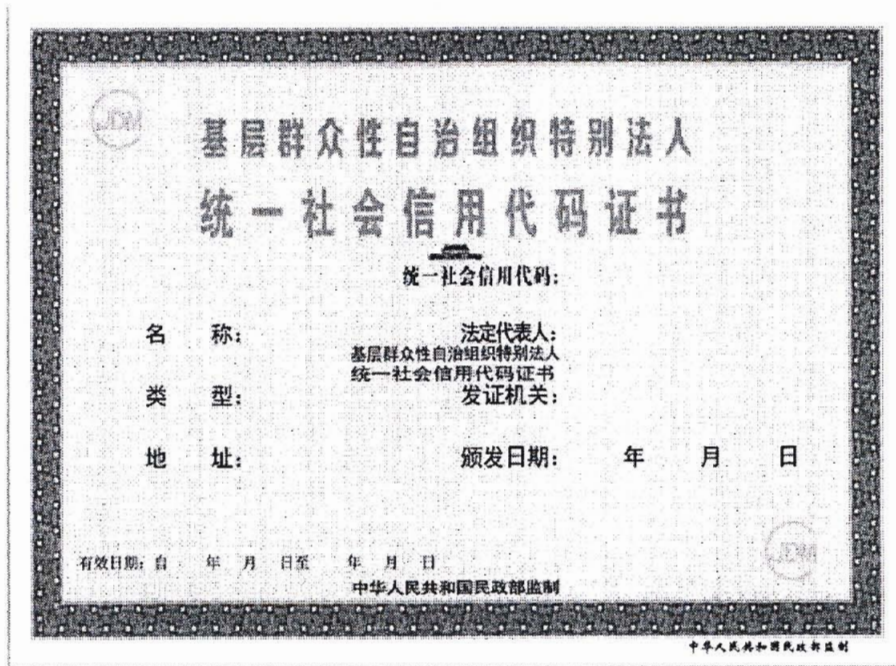 基层群众性自治组织特别法人
统一社会信用代码证书
统一社会信用代码：
名 称： 法定代表人：
基层群众性自治组织特别法人
统一社会信用代码证书
类 型： 发证机关：
地 址： 颁发日期： 年 月 日
有效日期：自 年 月 日至 年 月 日
中华人民共和国民政部监制
中华人民共和国民政部监制